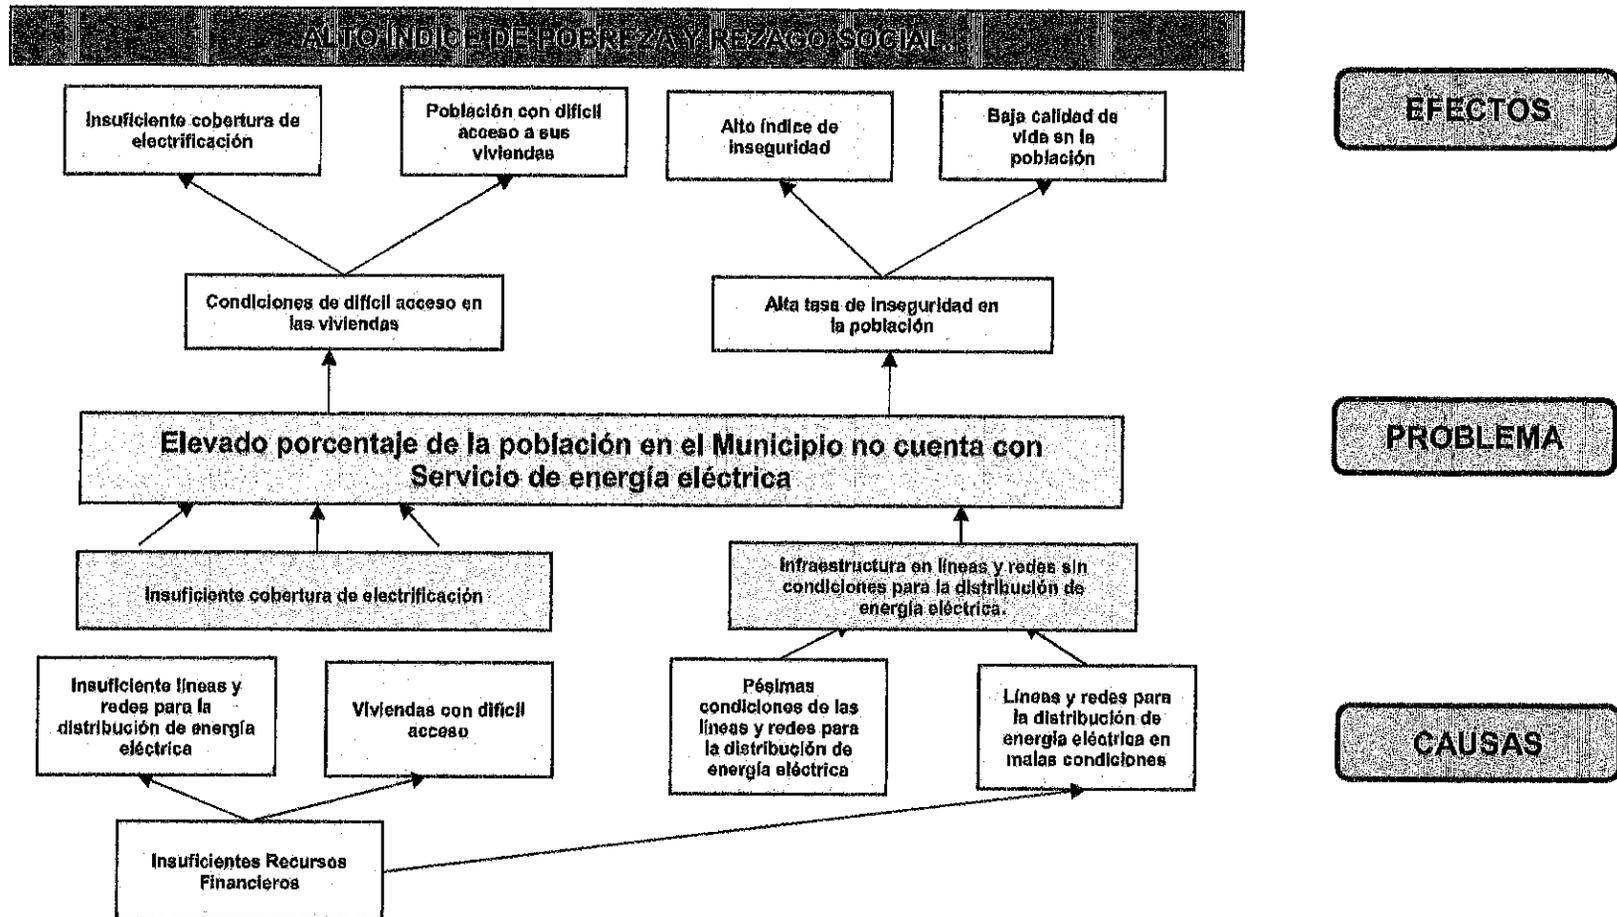 ALTO ÍNDICE DE POBREZA Y REZAGO SOCIAL.
Insuficiente cobertura de
electrificación
Población con difícil
acceso a sus
viviendas
Alto índice de
inseguridad
Baja calidad de
vida en la
población
EFECTOS
Condiciones de difícil acceso en
las viviendas
Alta tasa de inseguridad en
la población
Elevado porcentaje de la población en el Municipio no cuenta con
Servicio de energía eléctrica
PROBLEMA
Insuficiente cobertura de electrificación
Infraestructura en líneas y redes sin
condiciones para la distribución de
energía eléctrica.
Insuficiente líneas y
redes para la
distribución de energía
eléctrica
Viviendas con difícil
acceso
Pésimas
condiciones de las
líneas y redes para
la distribución de
energía eléctrica
Líneas y redes para
la distribución de
energía eléctrica en
malas condiciones
CAUSAS
Insuficientes Recursos
Financieros